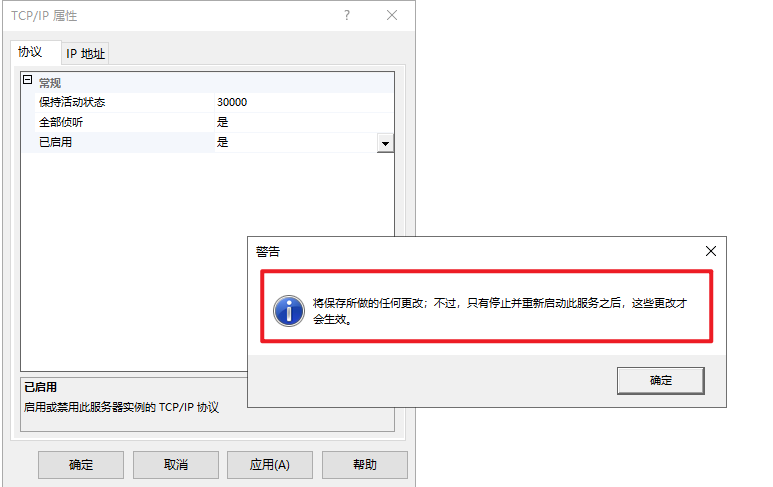 TCP/IP 属性
协议
IP 地址
常规
保持活动状态 30000
全部侦听 是
已启用 是
警告
将保存所做的任何更改；不过，只有停止并重新启动此服务之后，这些更改才
会生效。
确定
已启用
启用或禁用此服务器实例的 TCP/IP 协议
确定
取消
应用(A)
帮助